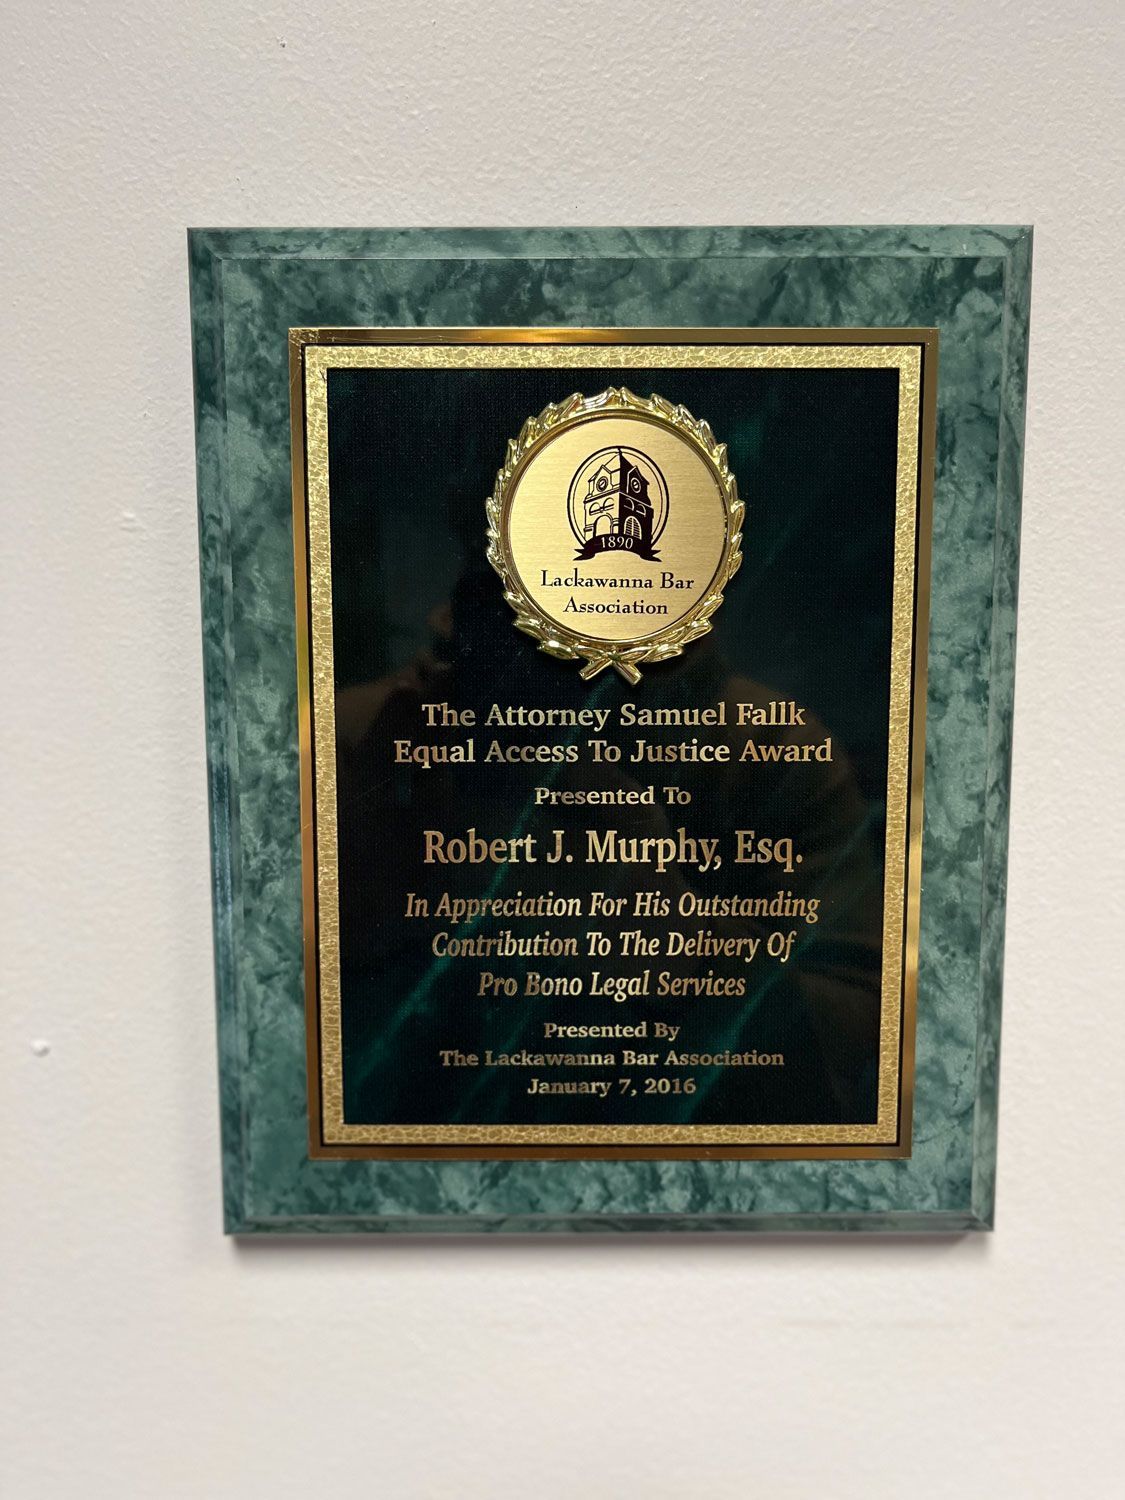 1890
Lackawanna Bar
Association
The Attorney Samuel Fallk
Equal Access To Justice Award
Presented To
Robert J. Murphy, Esq.
In Appreciation For His Outstanding
Contribution To The Delivery Of
Pro Bono Legal Services
Presented By
The Lackawanna Bar Association
January 7, 2016